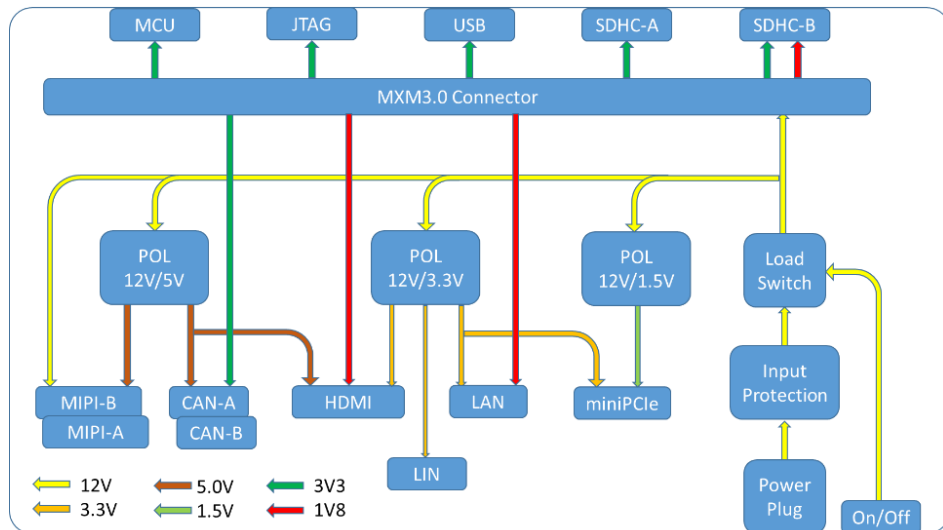 MCU
JTAG
USB
SDHC-A
SDHC-B
MXM3.0 Connector
POL
12V/5V
POL
12V/3.3V
POL
12V/1.5V
Load
Switch
Input
Protection
MIPI-B
MIPI-A
CAN-A
CAN-B
HDMI
LAN
miniPCIe
LIN
Power
Plug
On/Off
12V
5.0V
3V3
3.3V
1.5V
1V8